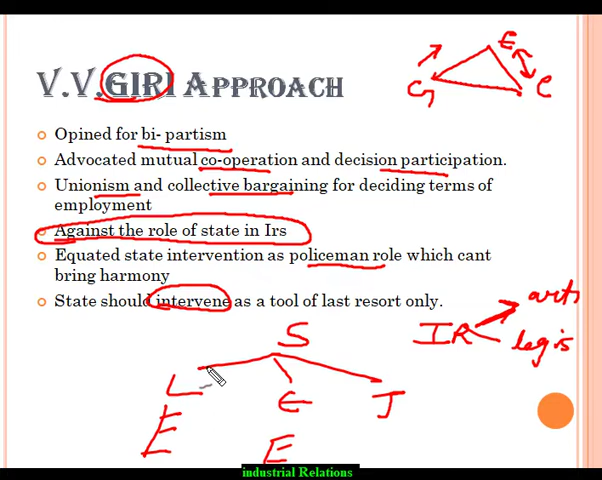 V.V.GIRI APPROACH
G E e
Opined for bi- partism
Advocated mutual co-operation and decision participation.
Unionism and collective bargaining for deciding terms of
employment
Against the role of state in Irs
Equated state intervention as policeman role which cant
bring harmony
State should intervene as a tool of last resort only.
IR
legis
S
L E J
E E
industrial Relations